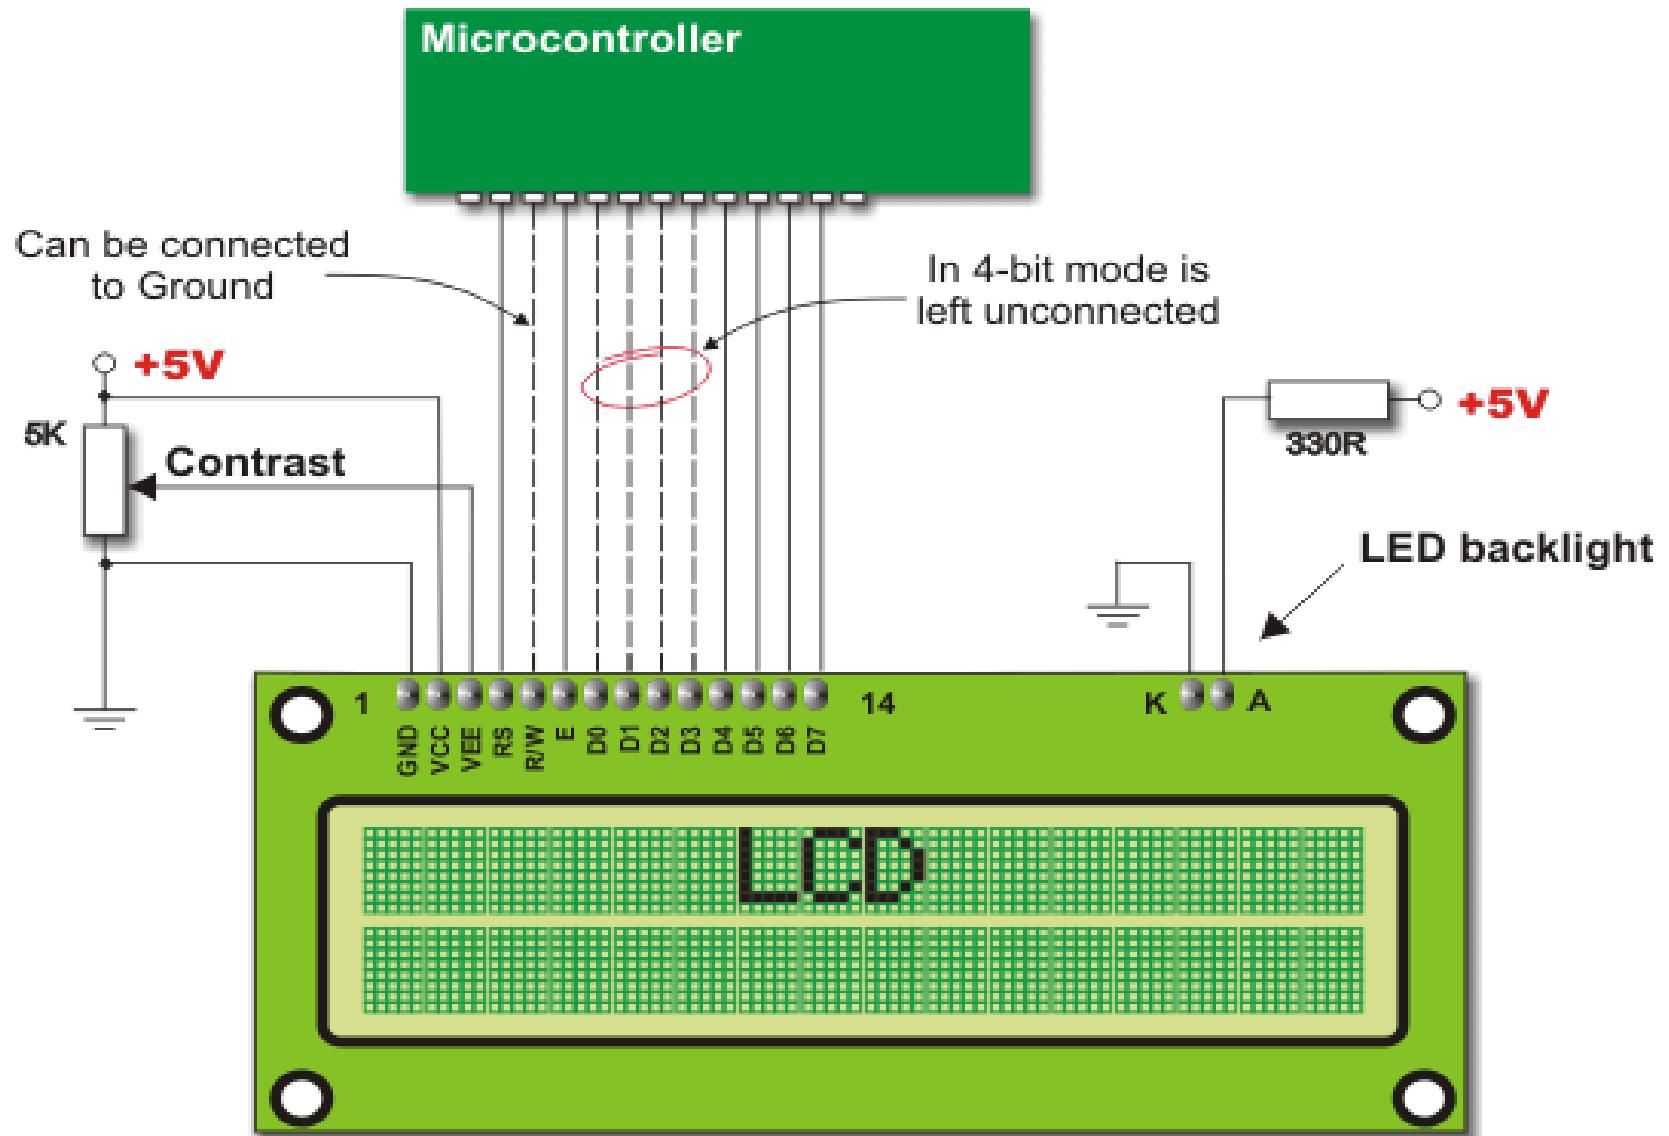 Microcontroller
Can be connected
to Ground
In 4-bit mode is
left unconnected
+5V
5K
Contrast
+5V
330R
LED backlight
1
14
K
A
GND
VCC
VEE
RS
R/W
E
D0
D1
D2
D3
D4
D5
D6
D7
LCD